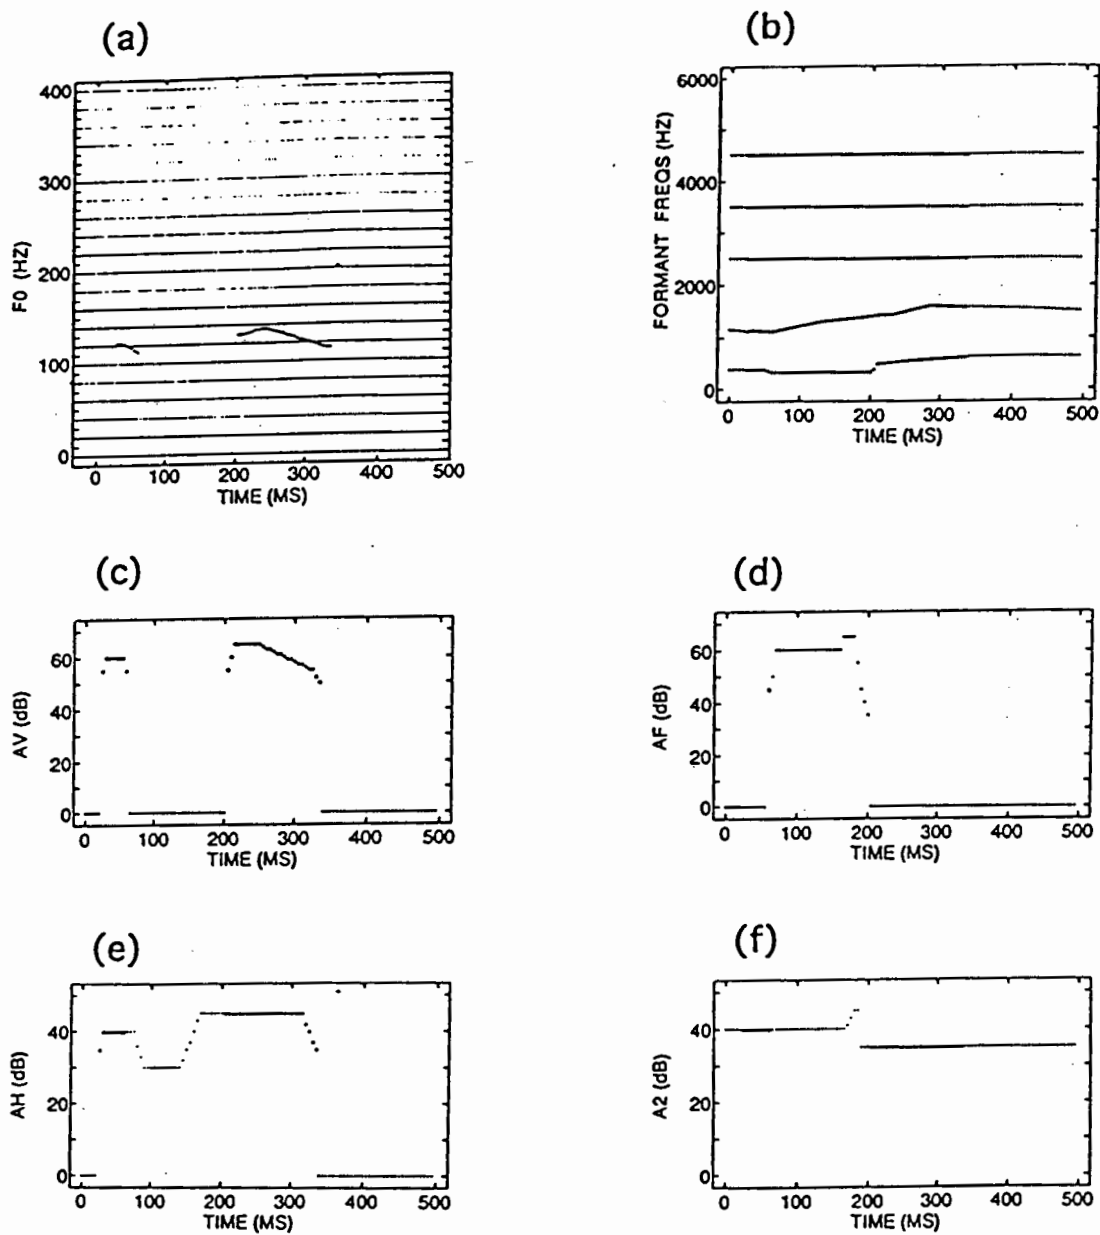 (a)
F0 (HZ)
400
300
200
100
0
0 100 200 300 400 500
TIME (MS)
(b)
FORMANT FREQS (HZ)
6000
4000
2000
0
0 100 200 300 400 500
TIME (MS)
(c)
AV (dB)
60
40
20
0
0 100 200 300 400 500
TIME (MS)
(d)
AF (dB)
60
40
20
0
0 100 200 300 400 500
TIME (MS)
(e)
AH (dB)
40
20
0
0 100 200 300 400 500
TIME (MS)
(f)
A2 (dB)
40
20
0
0 100 200 300 400 500
TIME (MS)